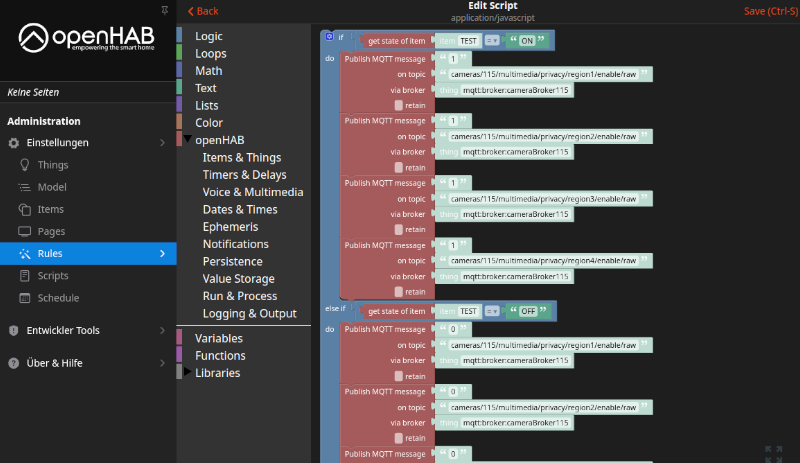 openHAB
empowering the smart home
Keine Seiten
Administration
Einstellungen
Things
Model
Items
Pages
Rules
Scripts
Schedule
Entwickler Tools
Über & Hilfe
Back
Edit Script
application/javascript
Save (Ctrl-S)
Logic
Loops
Math
Text
Lists
Color
openHAB
Items & Things
Timers & Delays
Voice & Multimedia
Dates & Times
Ephemeris
Notifications
Persistence
Value Storage
Run & Process
Logging & Output
Variables
Functions
Libraries
if get state of item item TEST = “ ON ”
do Publish MQTT message “ 1 ”
on topic “ cameras/115/multimedia/privacy/region1/enable/raw ”
via broker thing mqtt:broker:cameraBroker115
retain
Publish MQTT message “ 1 ”
on topic “ cameras/115/multimedia/privacy/region2/enable/raw ”
via broker thing mqtt:broker:cameraBroker115
retain
Publish MQTT message “ 1 ”
on topic “ cameras/115/multimedia/privacy/region3/enable/raw ”
via broker thing mqtt:broker:cameraBroker115
retain
Publish MQTT message “ 1 ”
on topic “ cameras/115/multimedia/privacy/region4/enable/raw ”
via broker thing mqtt:broker:cameraBroker115
retain
else if get state of item item TEST = “ OFF ”
do Publish MQTT message “ 0 ”
on topic “ cameras/115/multimedia/privacy/region1/enable/raw ”
via broker thing mqtt:broker:cameraBroker115
retain
Publish MQTT message “ 0 ”
on topic “ cameras/115/multimedia/privacy/region2/enable/raw ”
via broker thing mqtt:broker:cameraBroker115
retain
Publish MQTT message “ 0 ”